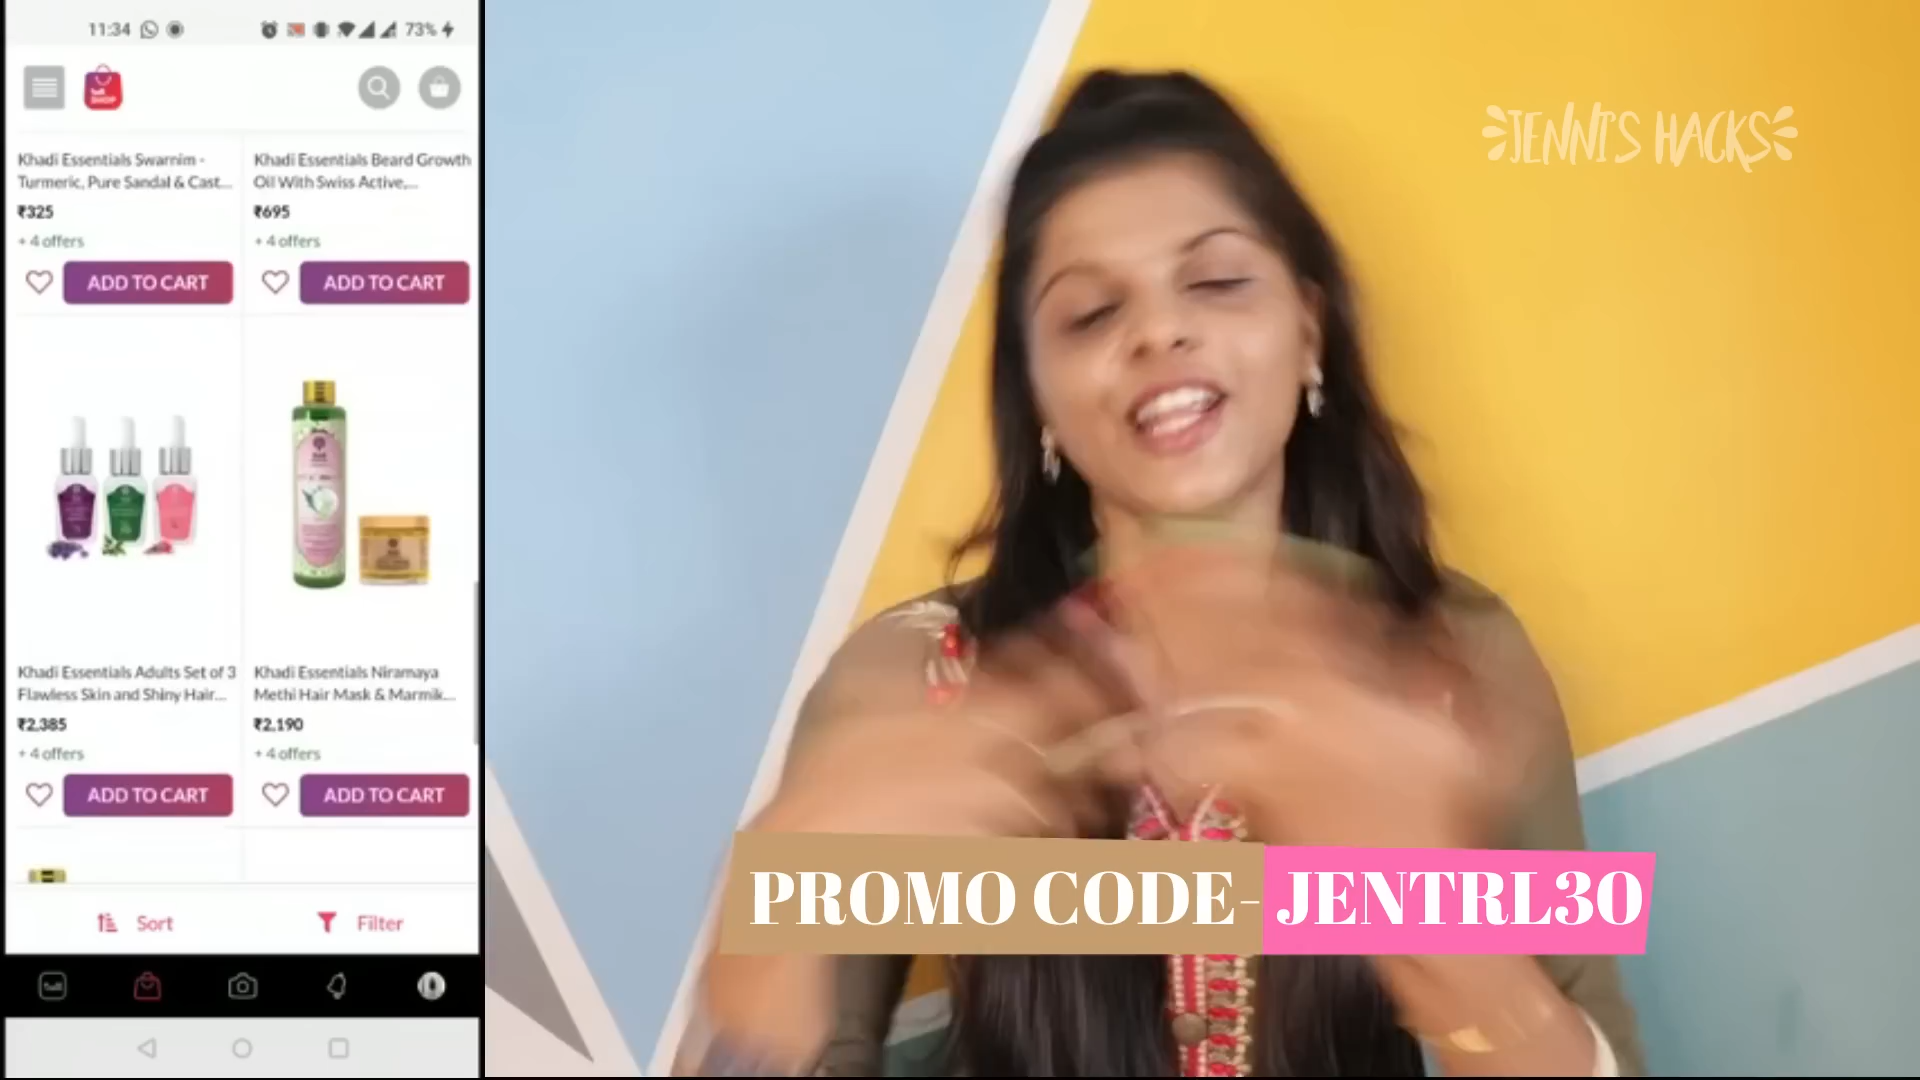 11:34
73%
SHOP
Khadi Essentials Swarnim -
Turmeric, Pure Sandal & Cast...
₹325
+ 4 offers
ADD TO CART
Khadi Essentials Beard Growth
Oil With Swiss Active,...
₹695
+ 4 offers
ADD TO CART
Khadi Essentials Adults Set of 3
Flawless Skin and Shiny Hair...
₹2,385
+ 4 offers
ADD TO CART
Khadi Essentials Niramaya
Methi Hair Mask & Marmik...
₹2,190
+ 4 offers
ADD TO CART
Sort
Filter
JENNI'S HACKS
PROMO CODE- JENTRL30